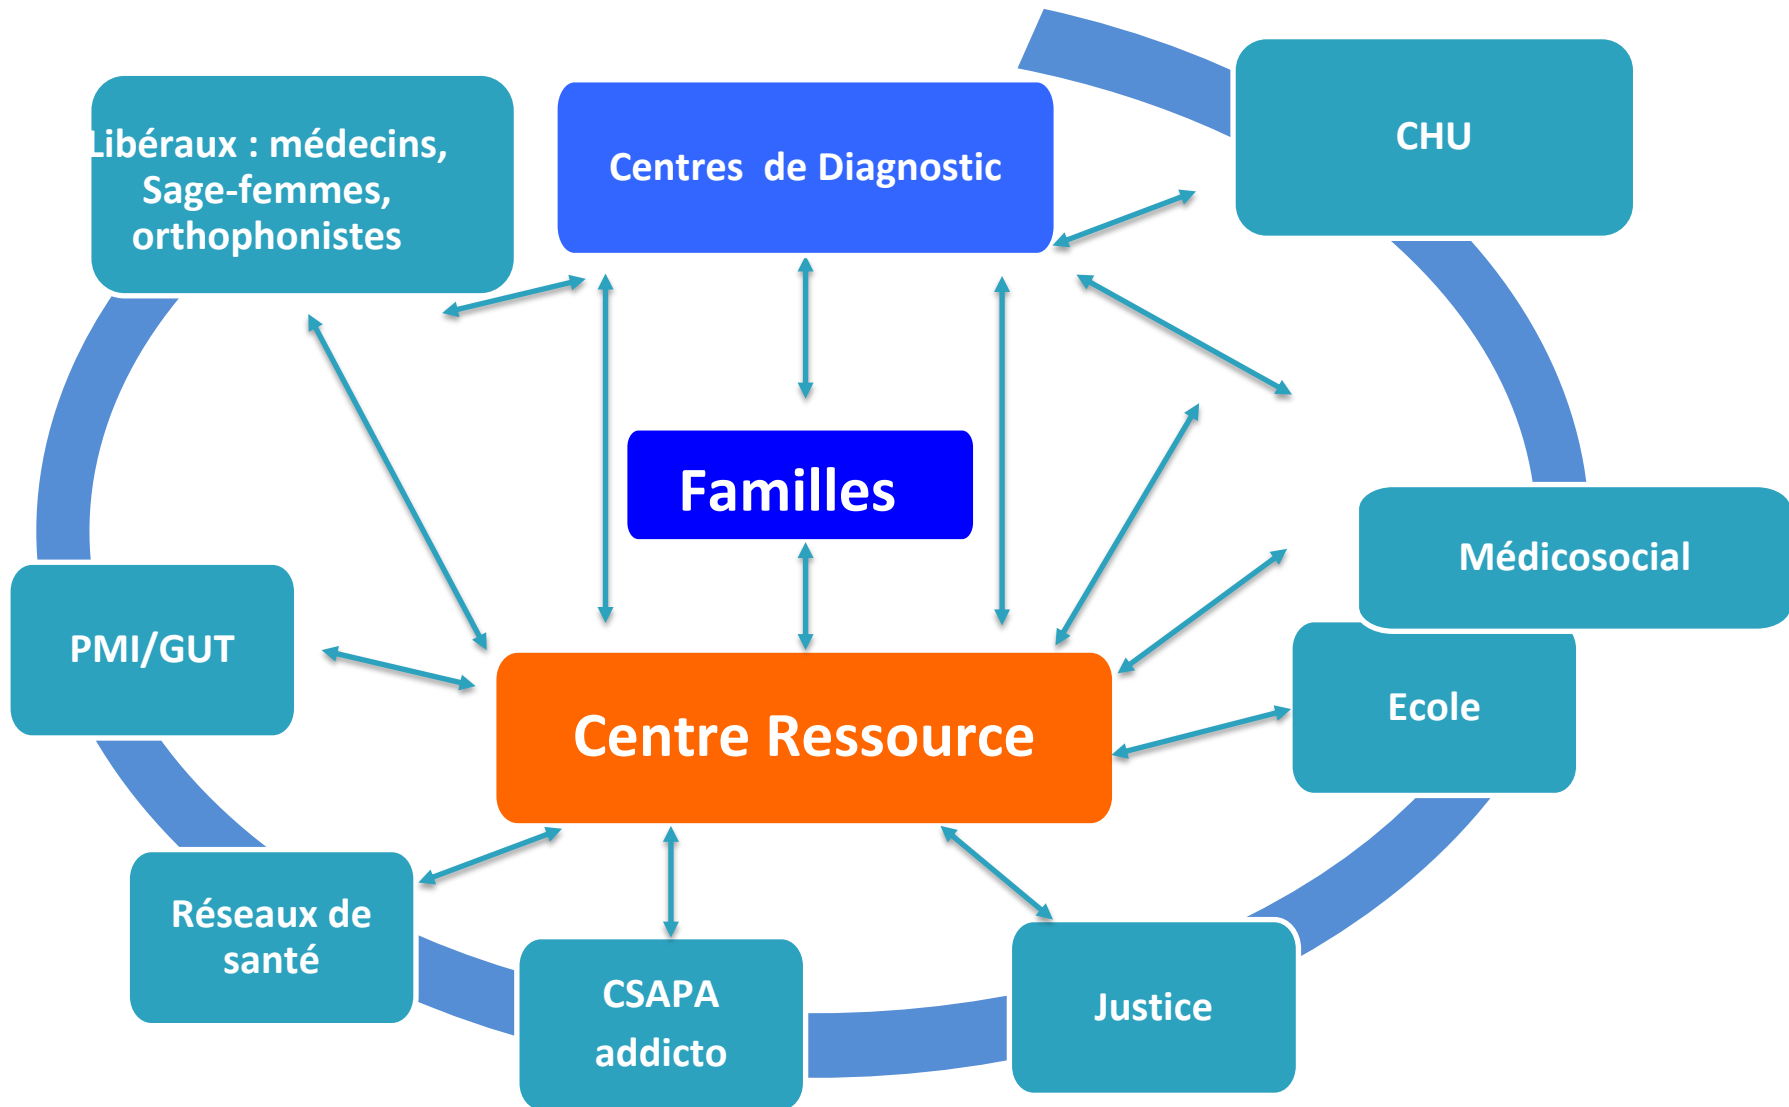 CHU
Libéraux : médecins,
Sage-femmes,
orthophonistes
Centres  de Diagnostic
Familles
Médicosocial
PMI/GUT
Ecole
Centre Ressource
Réseaux de
santé
CSAPA
addicto
Justice